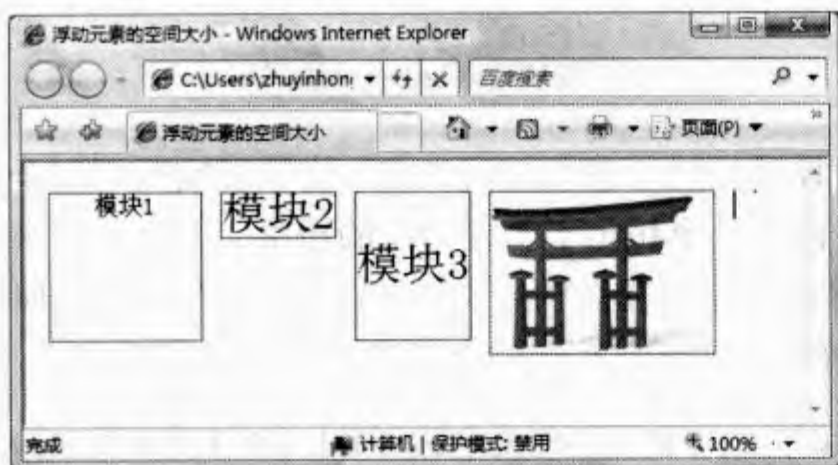 浮动元素的空间大小 - Windows Internet Explorer
C:\Users\zhuyinhon 百度搜索
浮动元素的空间大小 页面(P)
模块1 模块2
模块3
完成 计算机 | 保护模式: 禁用 100%